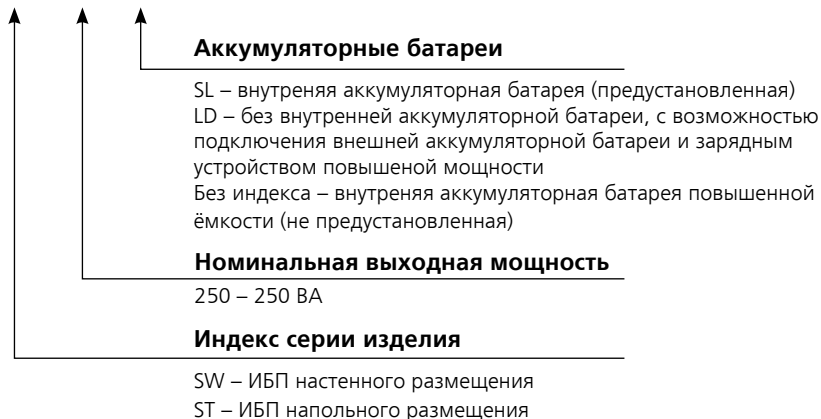 Аккумуляторные батареи
SL – внутреняя аккумуляторная батарея (предустановленная)
LD – без внутренней аккумуляторной батареи, с возможностью
подключения внешней аккумуляторной батареи и зарядным
устройством повышеной мощности
Без индекса – внутреняя аккумуляторная батарея повышенной
ёмкости (не предустановленная)
Номинальная выходная мощность
250 – 250 ВА
Индекс серии изделия
SW – ИБП настенного размещения
ST – ИБП напольного размещения